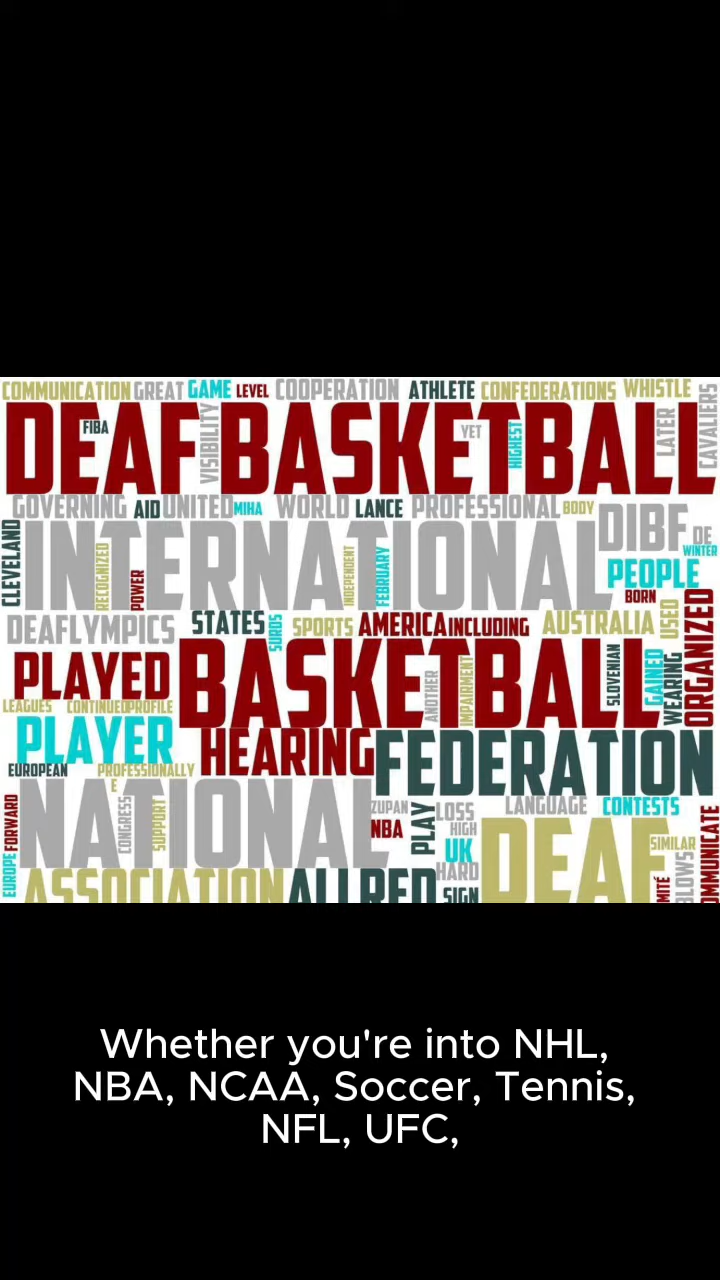 COMMUNICATION GREAT GAME LEVEL COOPERATION ATHLETE CONFEDERATIONS WHISTLE
DEAF BASKETBALL
FIBA
VISIBILITY
YET
HIGHEST
LATER
CAVALIERS
GOVERNING AID UNITED MIHA WORLD LANCE PROFESSIONAL BODY
CLEVELAND
INTERNATIONAL
RECOGNIZED
POWER
INDEPENDENT
FEBRUARY
DIBF
DE
WINTER
PEOPLE
BORN
DEAFLYMPICS
STATES
SURDS
SPORTS AMERICA INCLUDING AUSTRALIA
USED
ORGANIZED
PLAYED
BASKETBALL
ANOTHER
IMPAIRMENT
SLOVENIAN
GAINED
WEARING
LEAGUES CONTINUED PROFILE
PLAYER
HEARING
FEDERATION
EUROPEAN PROFESSIONALLY
E
FORWARD
EUROPE
NATIONAL
CONGRESS
SUPPORT
ZUPAN
NBA
PLAY
LOSS
HIGH
UK
HARD
SIGN
LANGUAGE CONTESTS
DEAF
SIMILAR
BLOWS
ASSOCIATION ALLRED
Whether you're into NHL,
NBA, NCAA, Soccer, Tennis,
NFL, UFC,